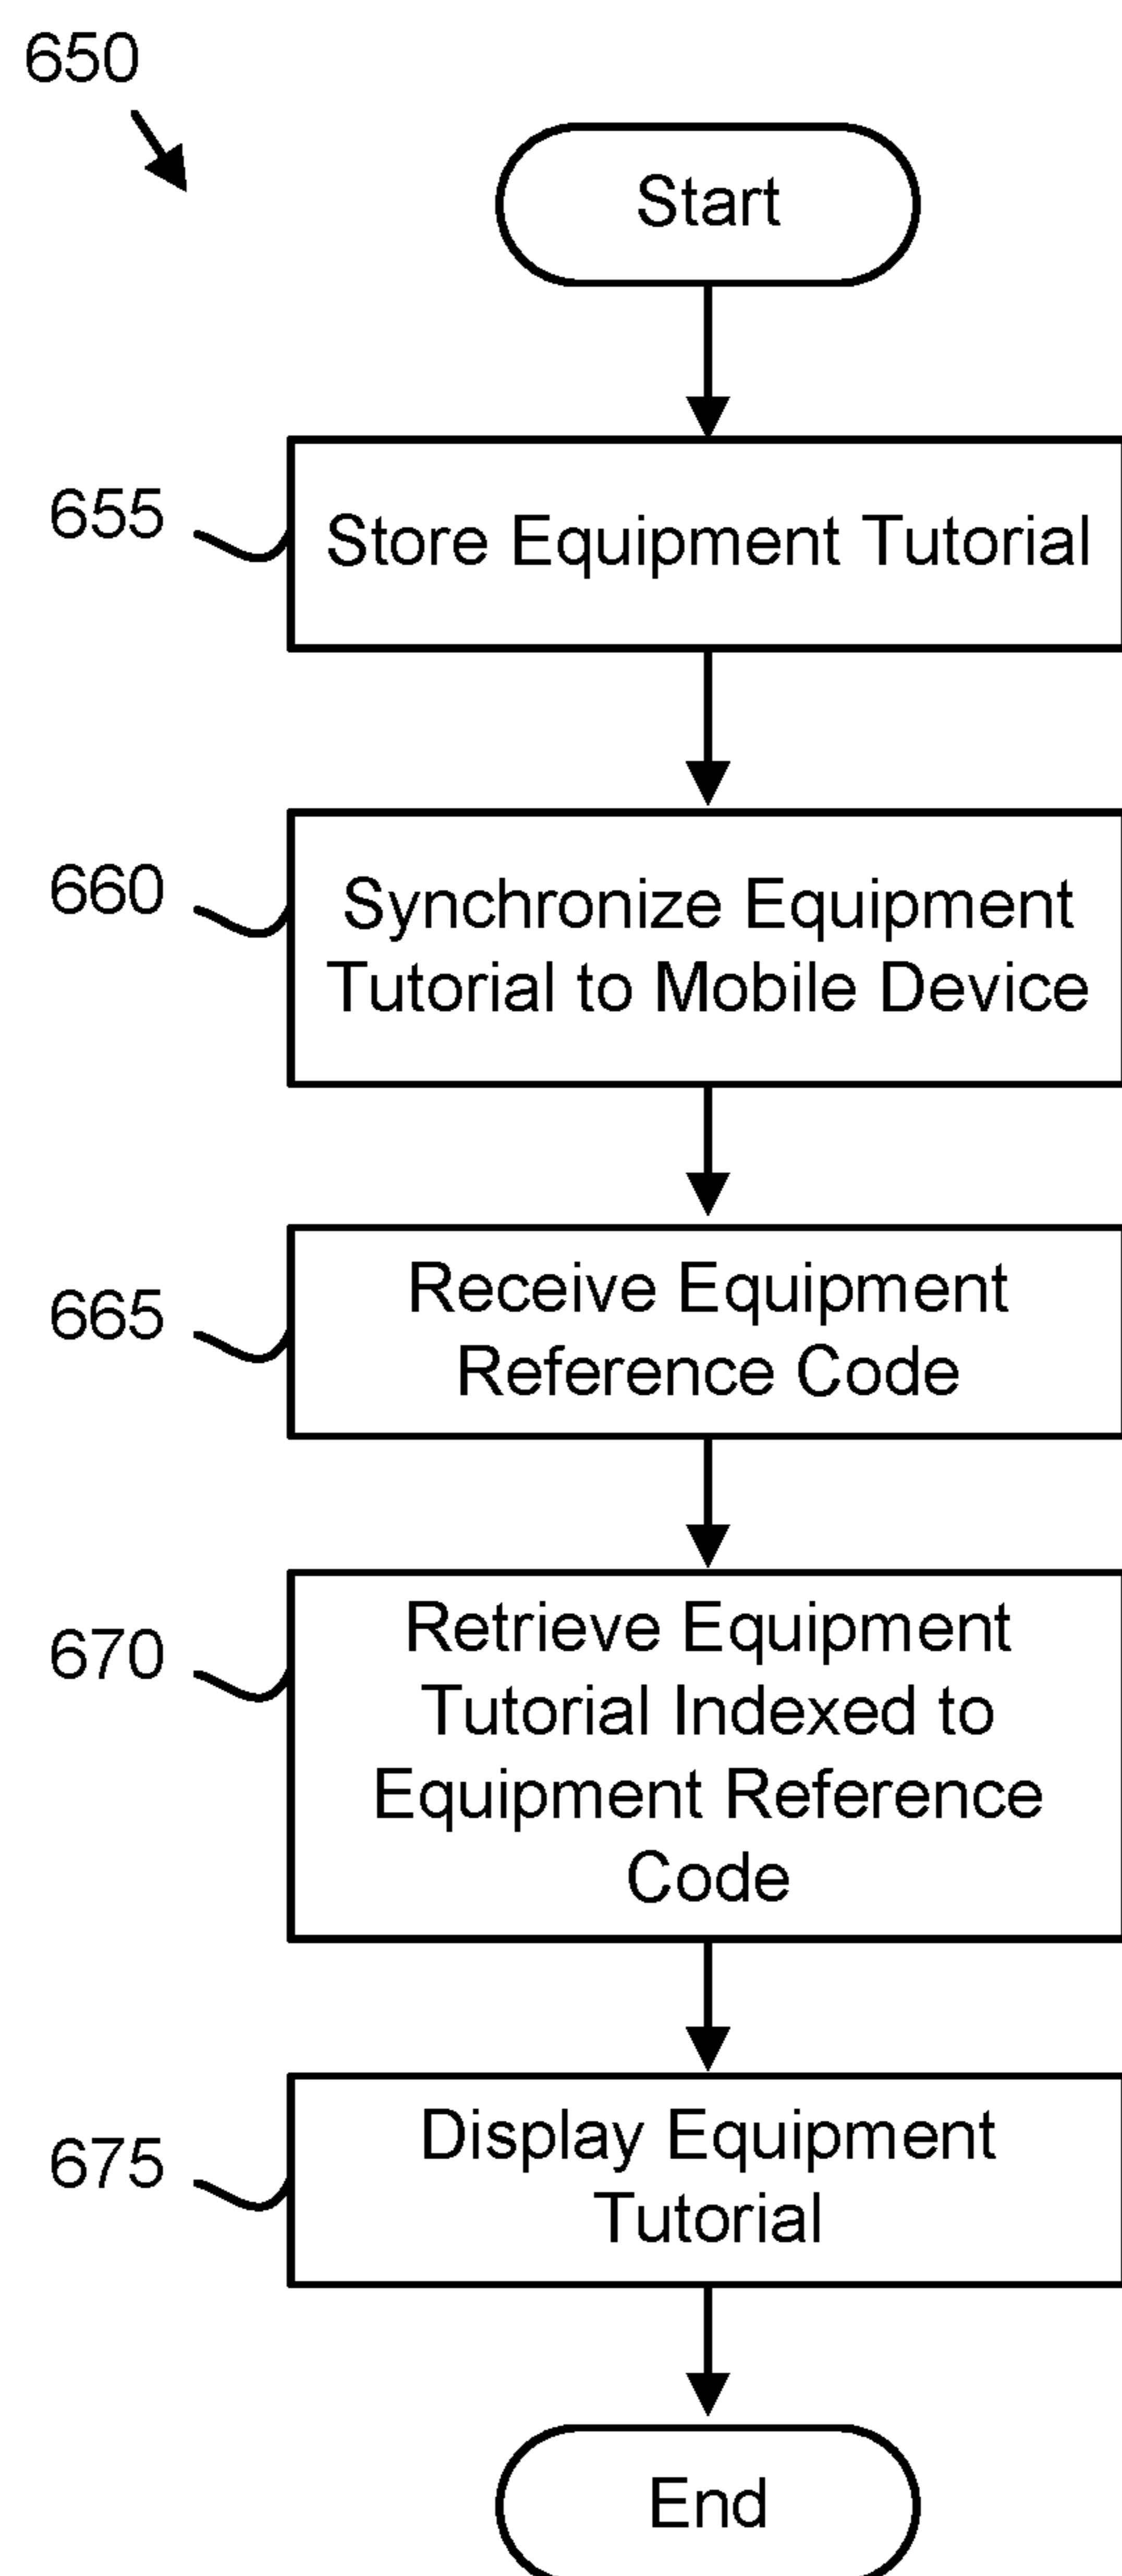 650
Start
655
Store Equipment Tutorial
660
Synchronize Equipment
Tutorial to Mobile Device
665
Receive Equipment
Reference Code
670
Retrieve Equipment
Tutorial Indexed to
Equipment Reference
Code
675
Display Equipment
Tutorial
End